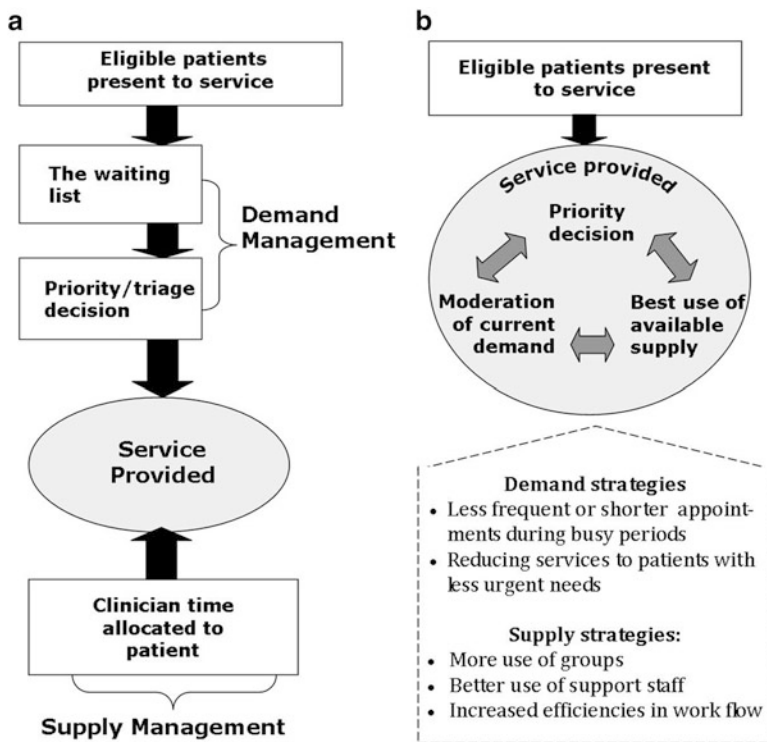 a
Eligible patients
present to service
The waiting
list
Demand
Management
Priority/triage
decision
Service
Provided
Clinician time
allocated to
patient
Supply Management
b
Eligible patients present
to service
Service provided
Priority
decision
Moderation
of current
demand
Best use of
available
supply
Demand strategies
• Less frequent or shorter appoint-
ments during busy periods
• Reducing services to patients with
less urgent needs
Supply strategies:
• More use of groups
• Better use of support staff
• Increased efficiencies in work flow